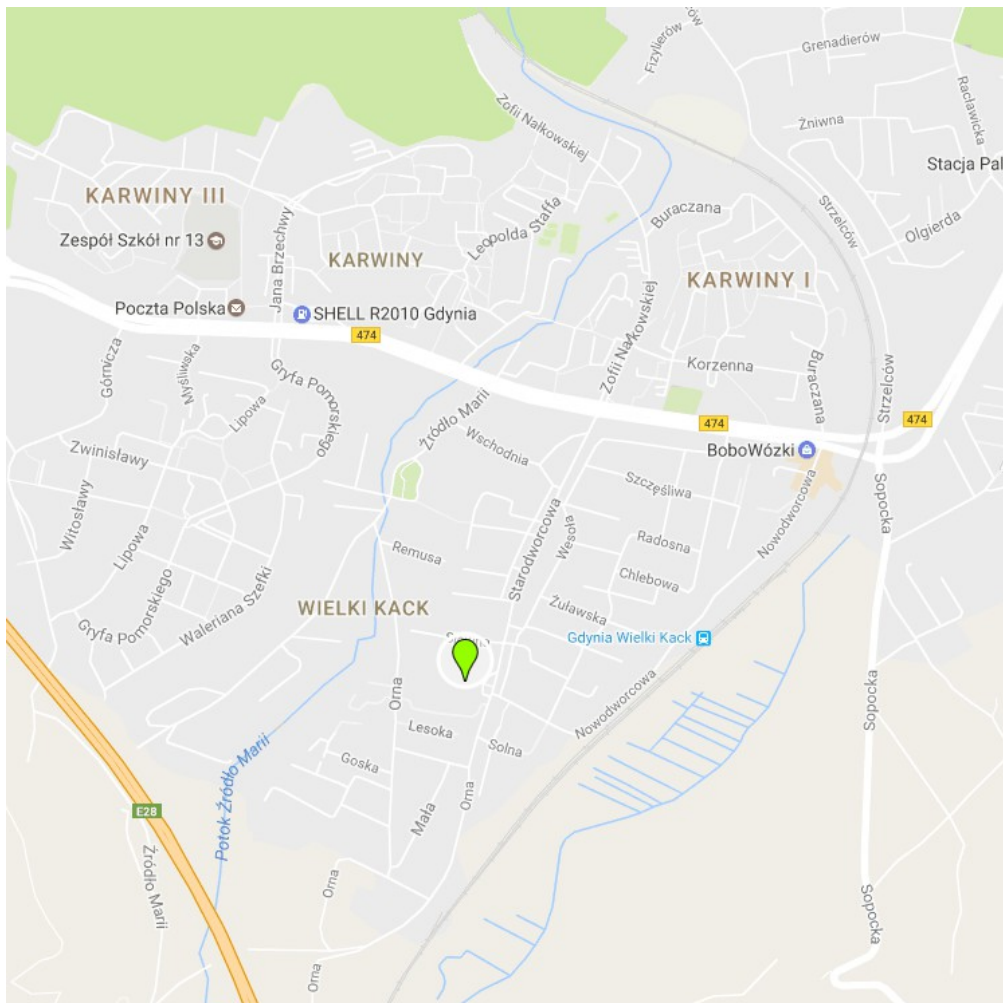 Fizylierów
Grenadierów
Racławicka
Zofii Nałkowskiej
Żniwna
Stacja Pal
KARWINY III
Strzelców
Leopolda Staffa
Buraczana
Olgierda
Zespół Szkół nr 13
Jana Brzechwy
KARWINY
KARWINY I
Poczta Polska
SHELL R2010 Gdynia
474
Zofii Nałkowskiej
Górnicza
Myśliwska
Gryfa Pomorskiego
Korzenna
Buraczana
Strzelców
Lipowa
Źródło Marii
474
474
Zwinisławy
Wschodnia
BoboWózki
Witosławy
Szczęśliwa
Sopocka
Nowodworcowa
Lipowa
Starodworcowa
Wesoła
Radosna
Remusa
Chlebowa
Gryfa Pomorskiego
Waleriana Szefki
WIELKI KACK
Żuławska
Gdynia Wielki Kack
Orna
Nowodworcowa
Sopocka
Lesoka
Solna
Goska
Potok Źródło Marii
E28
Mała
Orna
Źródło Marii
Orna
Sopocka
Orna